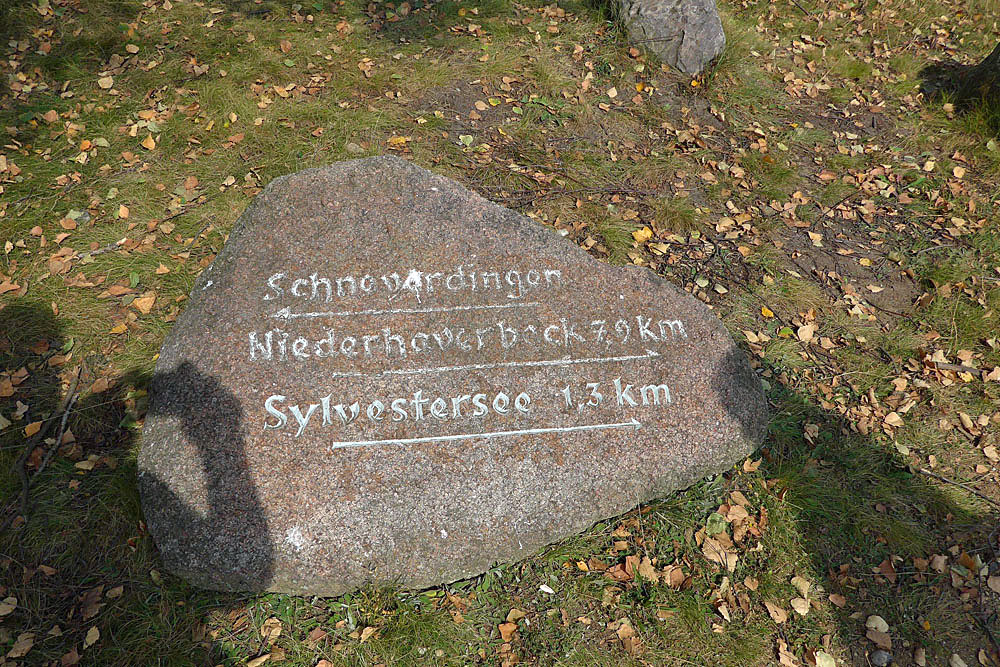 Schneverdingen
Niederhaverbeck 7,9 Km
Sylvestersee 1,3 km